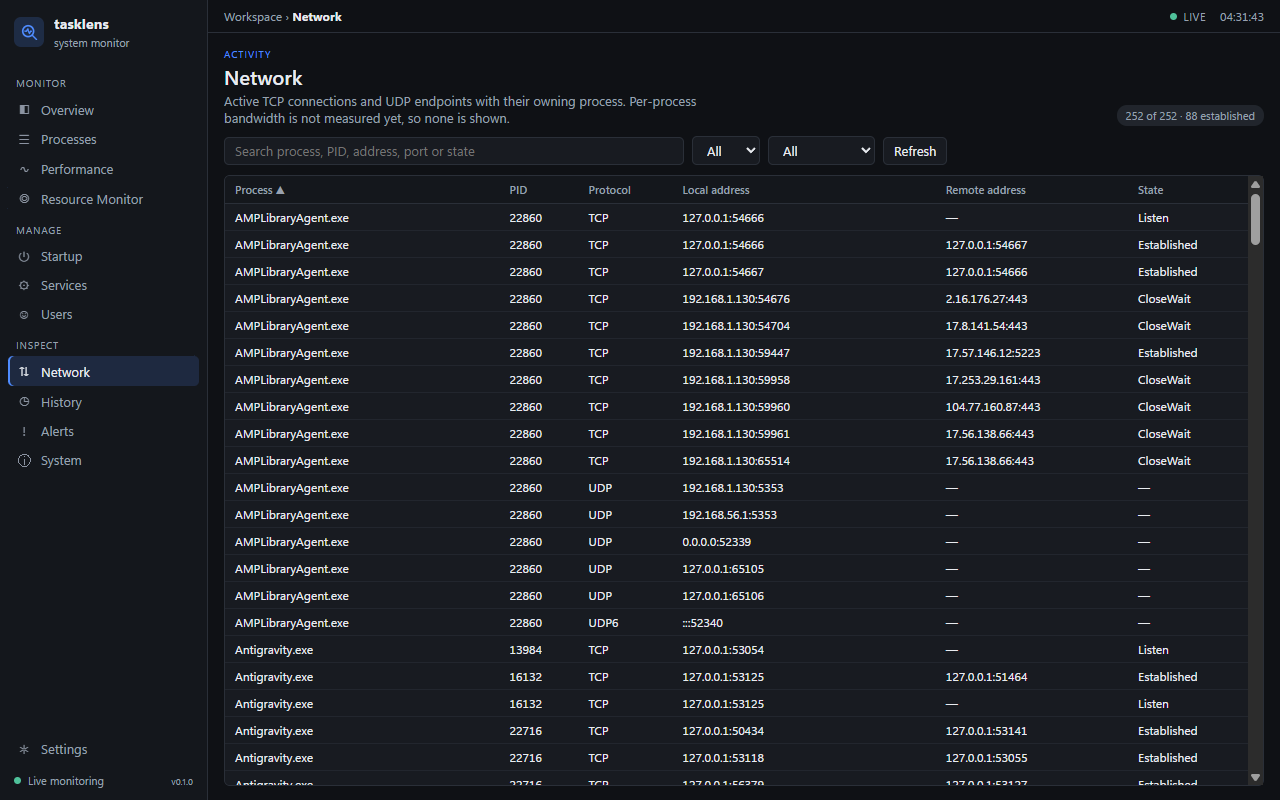 tasklens
system monitor
MONITOR
Overview
Processes
Performance
Resource Monitor
MANAGE
Startup
Services
Users
INSPECT
Network
History
Alerts
System
Settings
Live monitoring v0.1.0
Workspace › Network
LIVE 04:31:43
ACTIVITY
Network
Active TCP connections and UDP endpoints with their owning process. Per-process
bandwidth is not measured yet, so none is shown.
252 of 252 · 88 established
Search process, PID, address, port or state All All Refresh
Process ▲ PID Protocol Local address Remote address State
AMPLibraryAgent.exe 22860 TCP 127.0.0.1:54666 — Listen
AMPLibraryAgent.exe 22860 TCP 127.0.0.1:54666 127.0.0.1:54667 Established
AMPLibraryAgent.exe 22860 TCP 127.0.0.1:54667 127.0.0.1:54666 Established
AMPLibraryAgent.exe 22860 TCP 192.168.1.130:54676 2.16.176.27:443 CloseWait
AMPLibraryAgent.exe 22860 TCP 192.168.1.130:54704 17.8.141.54:443 CloseWait
AMPLibraryAgent.exe 22860 TCP 192.168.1.130:59447 17.57.146.12:5223 Established
AMPLibraryAgent.exe 22860 TCP 192.168.1.130:59958 17.253.29.161:443 CloseWait
AMPLibraryAgent.exe 22860 TCP 192.168.1.130:59960 104.77.160.87:443 CloseWait
AMPLibraryAgent.exe 22860 TCP 192.168.1.130:59961 17.56.138.66:443 CloseWait
AMPLibraryAgent.exe 22860 TCP 192.168.1.130:65514 17.56.138.66:443 CloseWait
AMPLibraryAgent.exe 22860 UDP 192.168.1.130:5353 — —
AMPLibraryAgent.exe 22860 UDP 192.168.56.1:5353 — —
AMPLibraryAgent.exe 22860 UDP 0.0.0.0:52339 — —
AMPLibraryAgent.exe 22860 UDP 127.0.0.1:65105 — —
AMPLibraryAgent.exe 22860 UDP 127.0.0.1:65106 — —
AMPLibraryAgent.exe 22860 UDP6 :::52340 — —
Antigravity.exe 13984 TCP 127.0.0.1:53054 — Listen
Antigravity.exe 16132 TCP 127.0.0.1:53125 127.0.0.1:51464 Established
Antigravity.exe 16132 TCP 127.0.0.1:53125 — Listen
Antigravity.exe 22716 TCP 127.0.0.1:50434 127.0.0.1:53141 Established
Antigravity.exe 22716 TCP 127.0.0.1:53118 127.0.0.1:53055 Established
Antigravity.exe 22716 TCP 127.0.0.1:56379 127.0.0.1:53127 Established